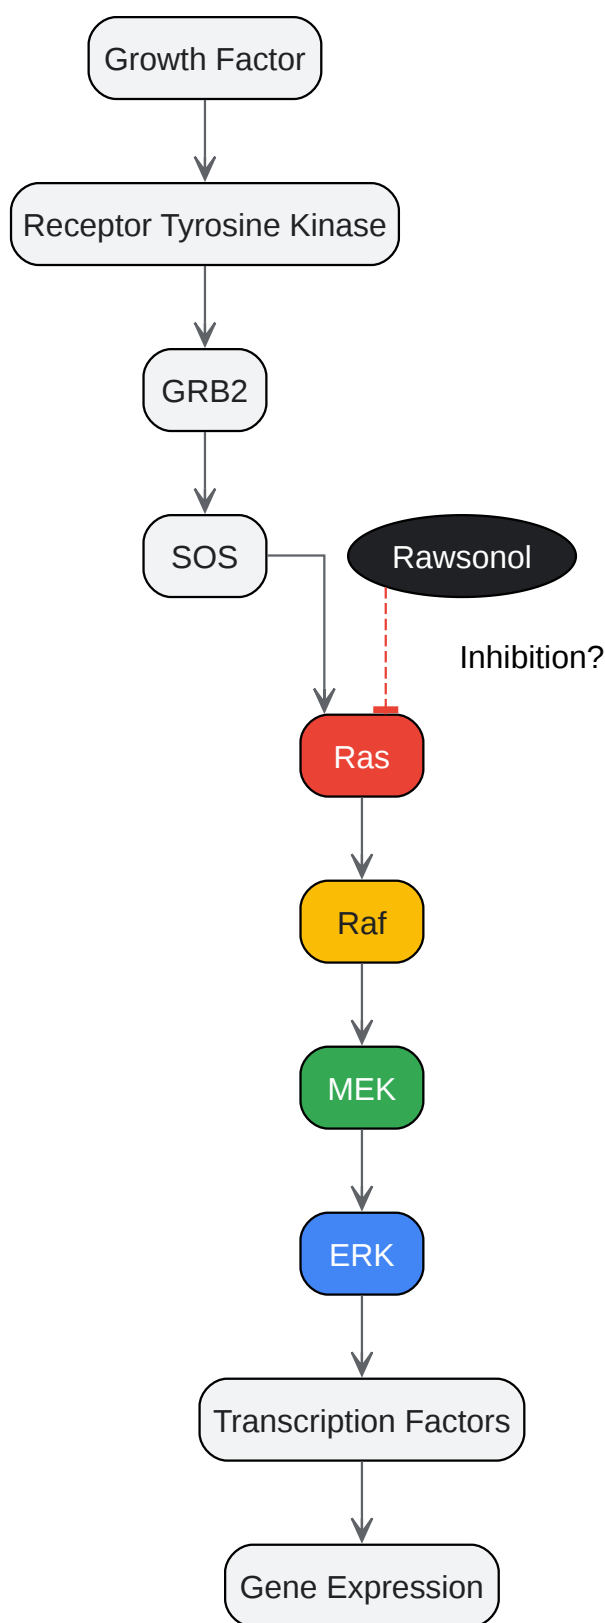 Growth Factor
Receptor Tyrosine Kinase
GRB2
SOS
Rawsonol
Inhibition?
Ras
Raf
MEK
ERK
Transcription Factors
Gene Expression